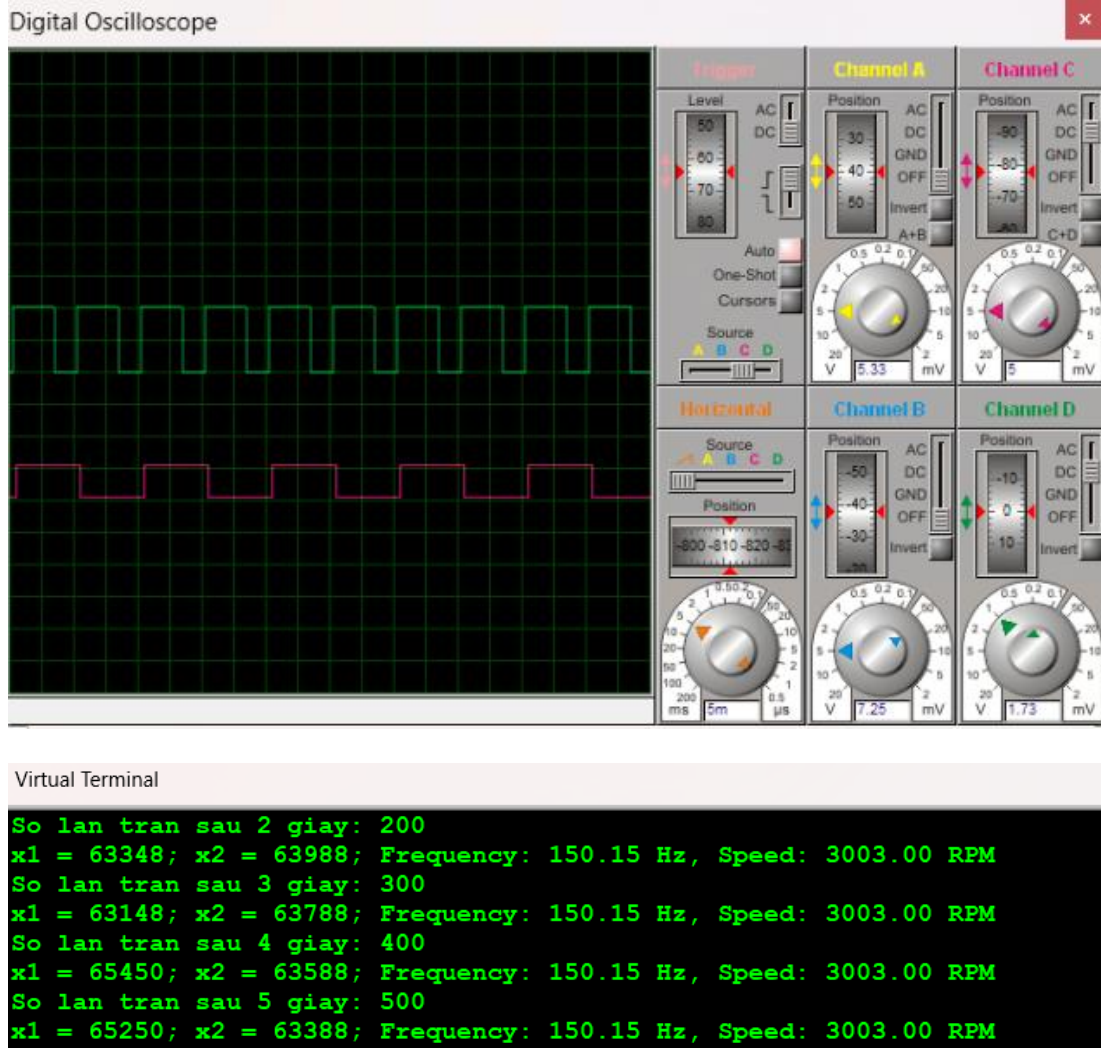 Digital Oscilloscope
Trigger
Channel A
Channel C
Level
AC
DC
50
60
70
80
Auto
One-Shot
Cursors
Source
A B C D
Position
AC
DC
GND
OFF
30
40
50
Invert
A+B
20
V
5.33
mV
Position
AC
DC
GND
OFF
-90
-80
-70
Invert
C+D
20
V
5
mV
Horizontal
Channel B
Channel D
Source
A B C D
Position
-800 -810 -820
200
ms
5m
0.5
µs
Position
AC
DC
GND
OFF
-50
-40
-30
Invert
20
V
7.25
mV
Position
AC
DC
GND
OFF
-10
0
10
Invert
20
V
1.73
mV
Virtual Terminal
So lan tran sau 2 giay: 200
x1 = 63348; x2 = 63988; Frequency: 150.15 Hz, Speed: 3003.00 RPM
So lan tran sau 3 giay: 300
x1 = 63148; x2 = 63788; Frequency: 150.15 Hz, Speed: 3003.00 RPM
So lan tran sau 4 giay: 400
x1 = 65450; x2 = 63588; Frequency: 150.15 Hz, Speed: 3003.00 RPM
So lan tran sau 5 giay: 500
x1 = 65250; x2 = 63388; Frequency: 150.15 Hz, Speed: 3003.00 RPM